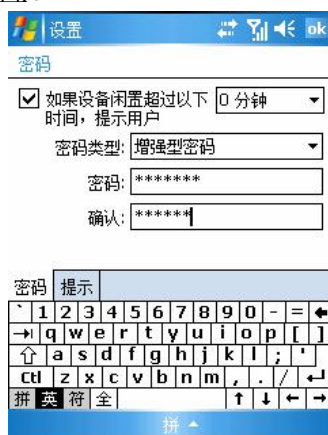 设置 ok
密码
如果设备闲置超过以下时间，提示用户 0 分钟
密码类型: 增强型密码
密码: *******
确认: ******
密码 提示
` 1 2 3 4 5 6 7 8 9 0 - =
q w e r t y u i o p [ ]
a s d f g h j k l ; '
Ctl z x c v b n m , . /
拼 英 符 全
拼